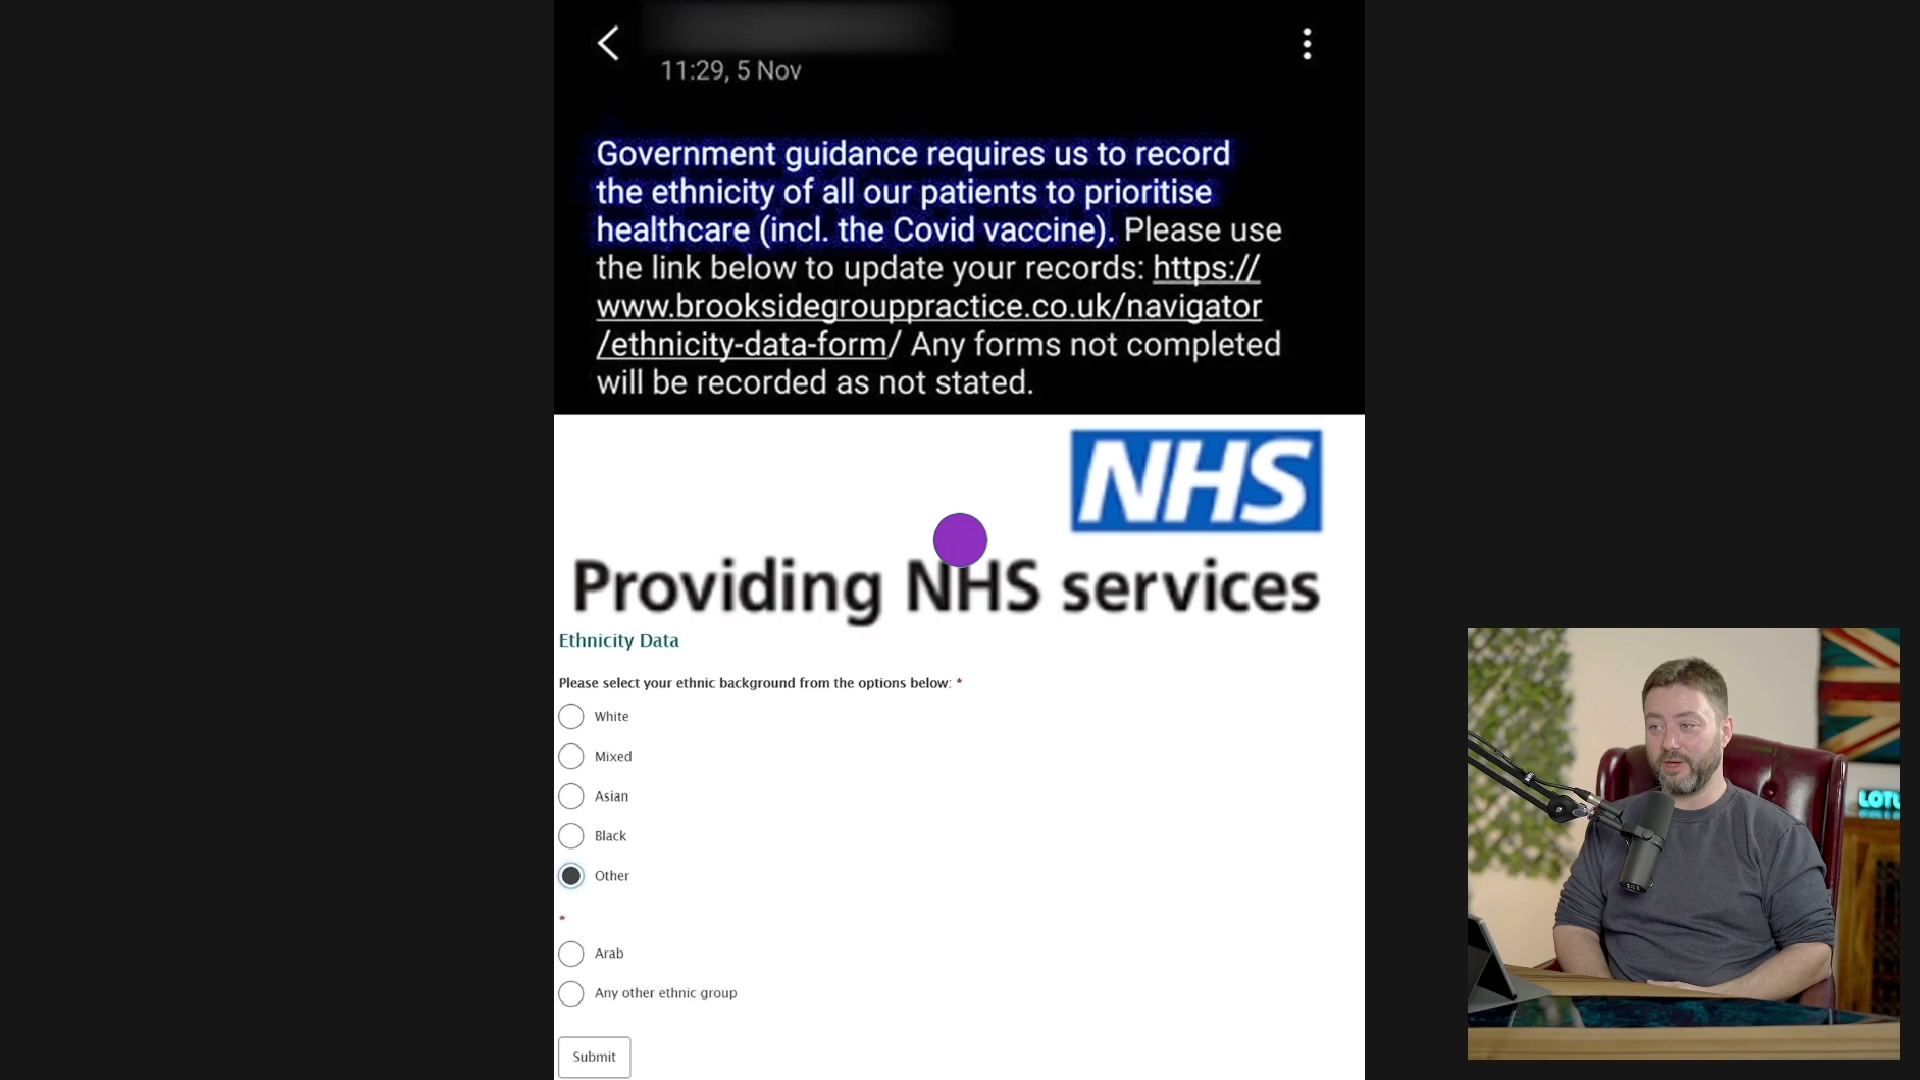 11:29, 5 Nov
Government guidance requires us to record
the ethnicity of all our patients to prioritise
healthcare (incl. the Covid vaccine). Please use
the link below to update your records: https://
www.brooksidegrouppractice.co.uk/navigator
/ethnicity-data-form/ Any forms not completed
will be recorded as not stated.
NHS
Providing NHS services
Ethnicity Data
Please select your ethnic background from the options below: *
White
Mixed
Asian
Black
Other
*
Arab
Any other ethnic group
Submit